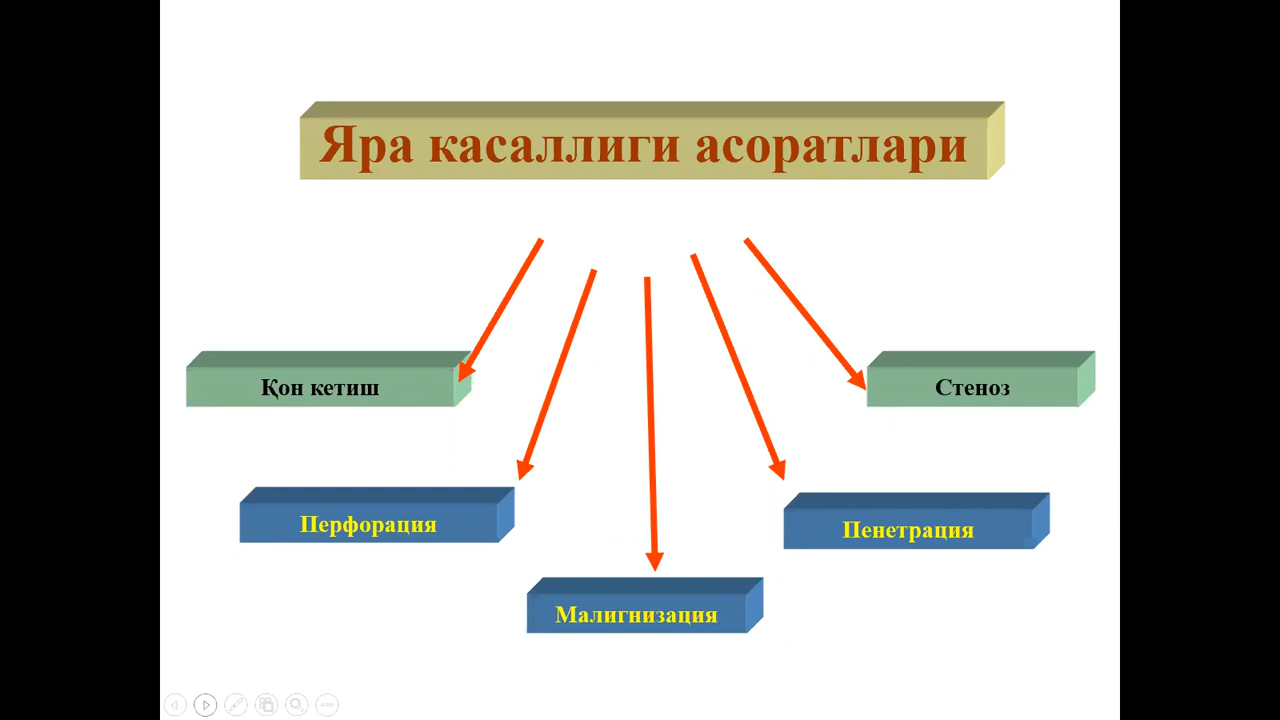 Яра касаллиги асоратлари
Қон кетиш
Стеноз
Перфорация
Пенетрация
Малигнизация